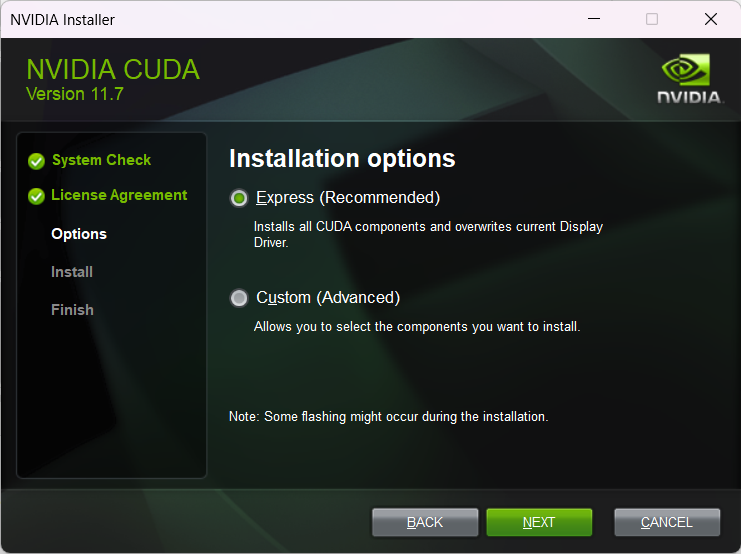 NVIDIA Installer
NVIDIA CUDA
Version 11.7
NVIDIA.
System Check
License Agreement
Options
Install
Finish
Installation options
Express (Recommended)
Installs all CUDA components and overwrites current Display
Driver.
Custom (Advanced)
Allows you to select the components you want to install.
Note: Some flashing might occur during the installation.
BACK
NEXT
CANCEL